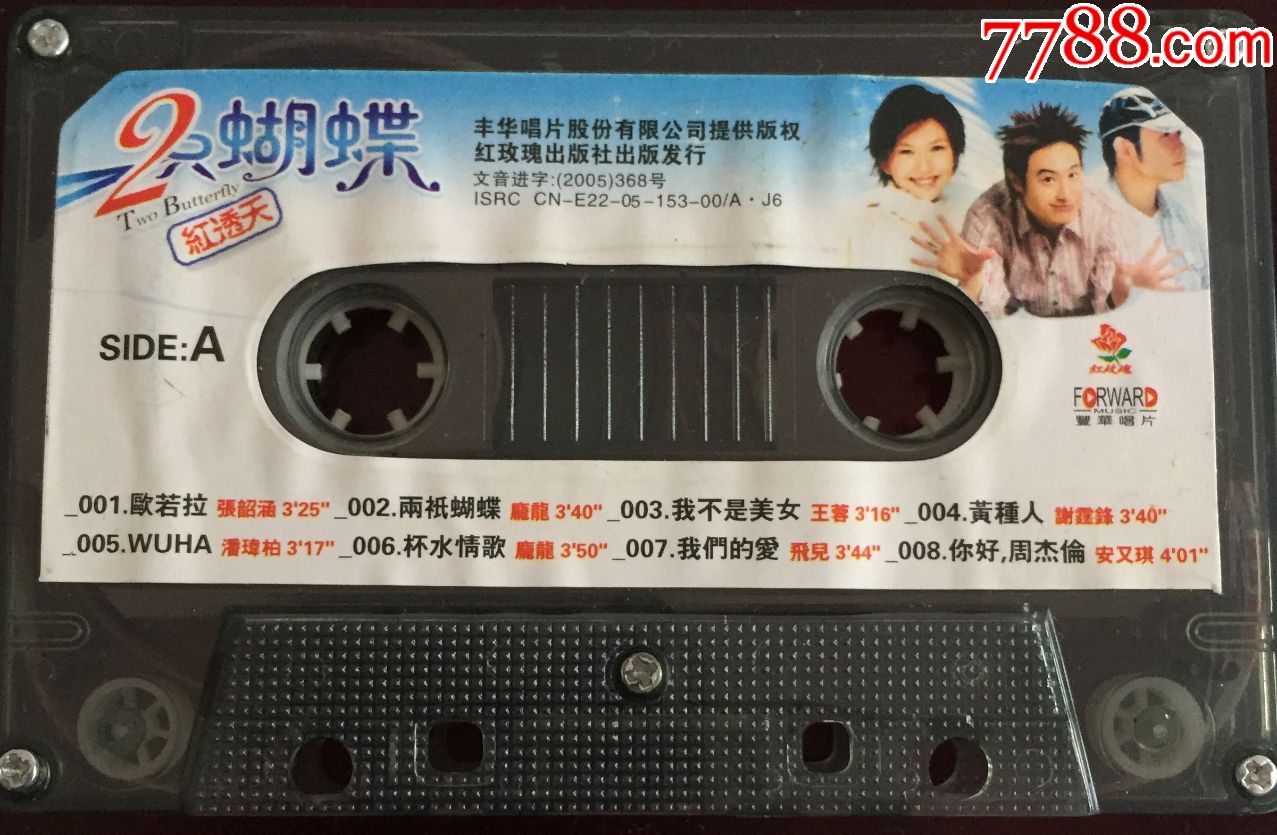 7788.com
2只蝴蝶
Two Butterfly
紅透天
丰华唱片股份有限公司提供版权
红玫瑰出版社出版发行
文音进字:(2005)368号
ISRC CN-E22-05-153-00/A·J6
SIDE:A
红玫瑰
FORWARD
MUSIC
豐華唱片
_001.歐若拉 張韶涵 3'25" _002.兩衹蝴蝶 龐龍 3'40" _003.我不是美女 王蓉 3'16" _004.黃種人 謝霆鋒 3'40"
_005.WUHA 潘瑋柏 3'17" _006.杯水情歌 龐龍 3'50" _007.我們的愛 飛兒 3'44" _008.你好,周杰倫 安又琪 4'01"